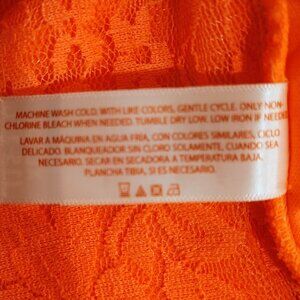 MACHINE WASH COLD. WITH LIKE COLORS, GENTLE CYCLE. ONLY NON-
CHLORINE BLEACH WHEN NEEDED. TUMBLE DRY LOW. LOW IRON IF NEEDED
LAVAR A MÁQUINA EN AGUA FRIA, CON COLORES SIMILARES, CICLO
DELICADO. BLANQUEADOR SIN CLORO SOLAMENTE, CUANDO SEA
NECESARIO. SECAR EN SECADORA A TEMPERATURA BAJA.
PLANCHA TIBIA, SI ES NECESARIO.